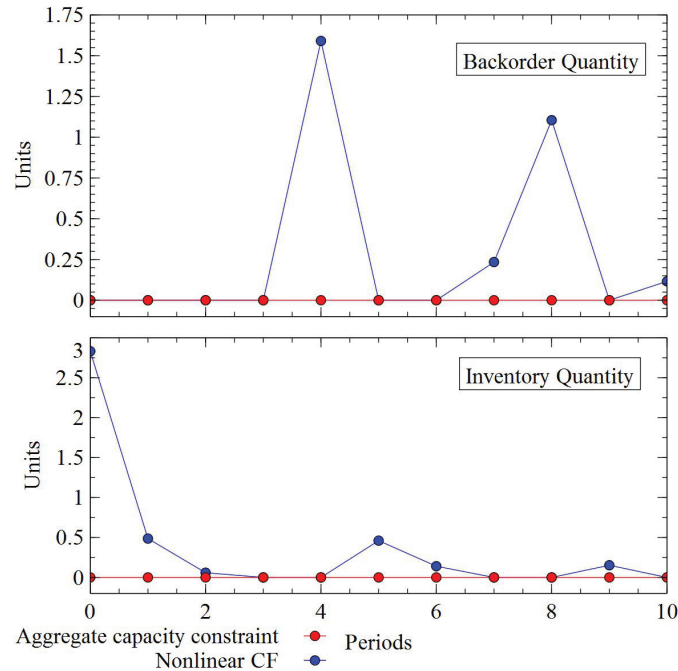 1.75
Backorder Quantity
1.5
1.25
1
0.75
0.5
0.25
0
Units
3
Inventory Quantity
2.5
2
1.5
1
0.5
0
Units
0 2 4 6 8 10
Aggregate capacity constraint
Periods
Nonlinear CF